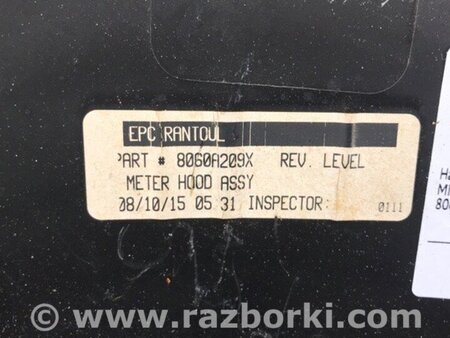 EPC RANTOUL
PART # 8060A209X REV. LEVEL
METER HOOD ASSY
08/10/15 05 31 INSPECTOR: 0111
www.razborki.com